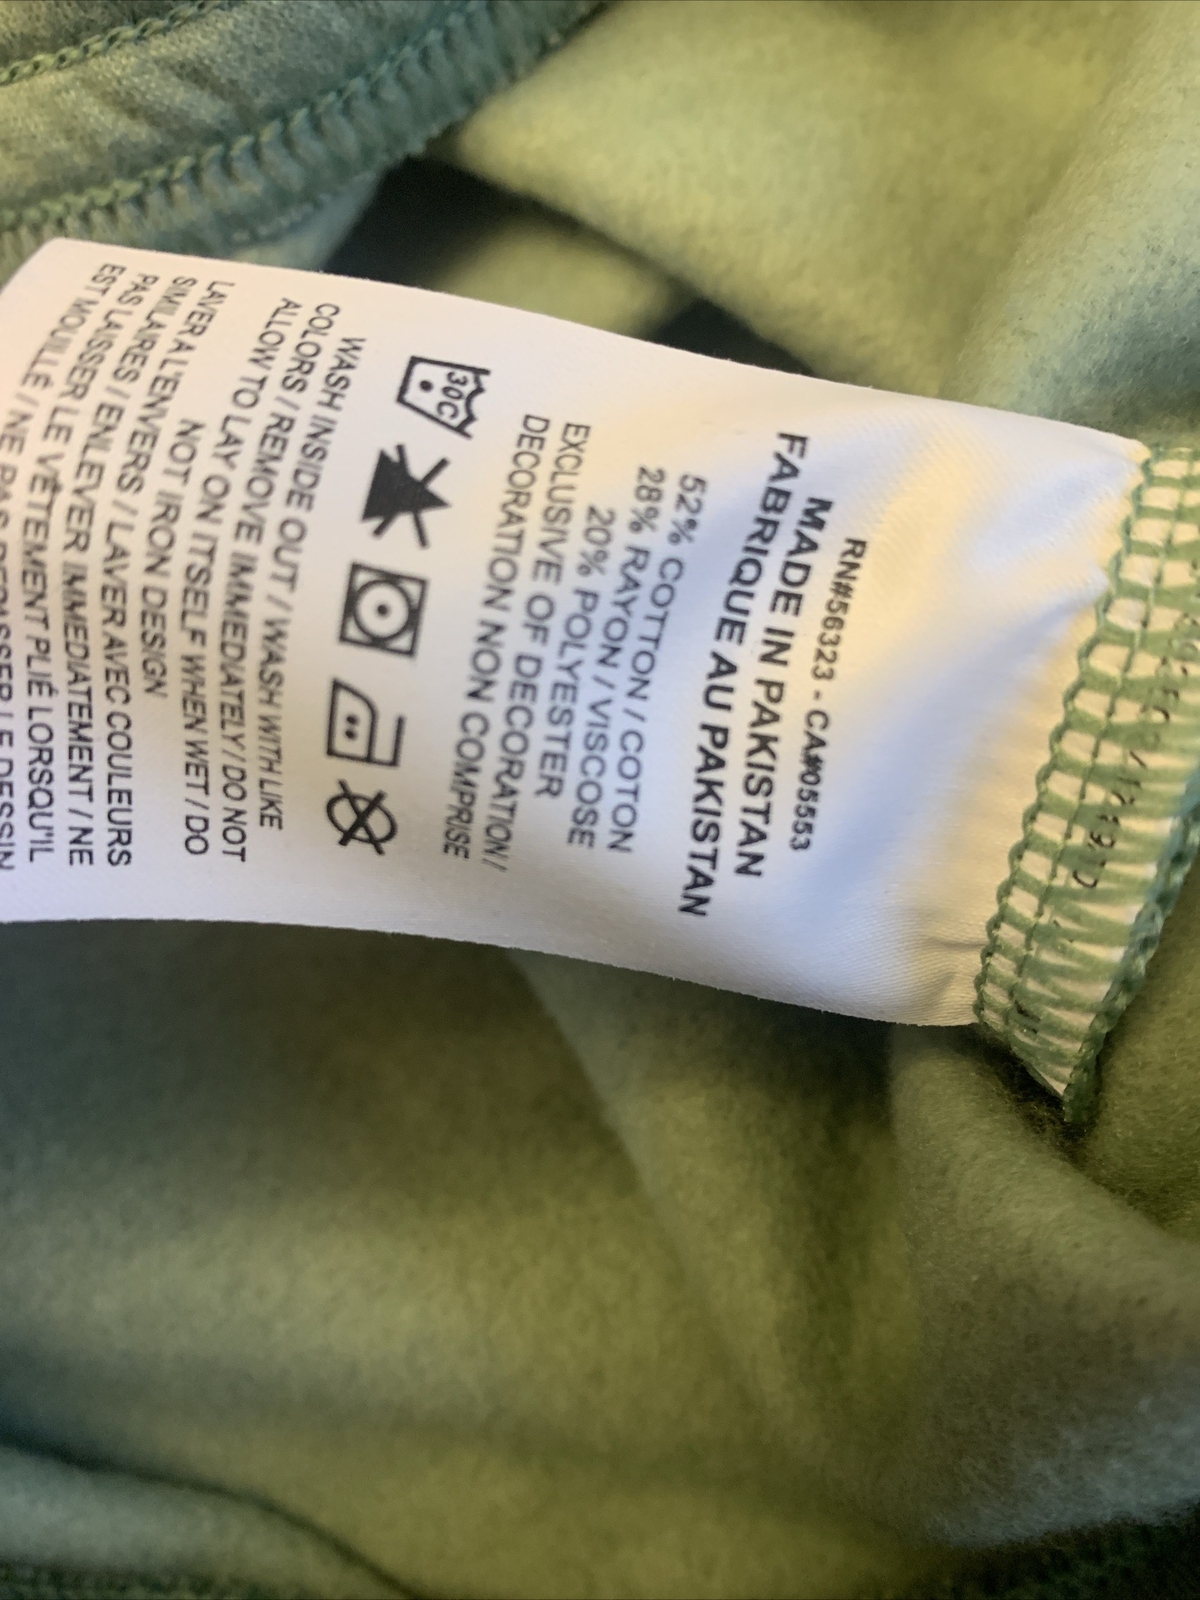 RN#56323 - CA#05553
MADE IN PAKISTAN
FABRIQUE AU PAKISTAN
52% COTTON / COTON
28% RAYON / VISCOSE
20% POLYESTER
EXCLUSIVE OF DECORATION /
DECORATION NON COMPRISE
30C
WASH INSIDE OUT / WASH WITH LIKE
COLORS / REMOVE IMMEDIATELY / DO NOT
ALLOW TO LAY ON ITSELF WHEN WET / DO
NOT IRON DESIGN
LAVER A L'ENVERS / LAVER AVEC COULEURS
SIMILAIRES / ENLEVER IMMEDIATEMENT / NE
PAS LAISSER LE VÊTEMENT PLIÉ LORSQU'IL
EST MOUILLÉ / NE PAS REPASSER LE DESSIN